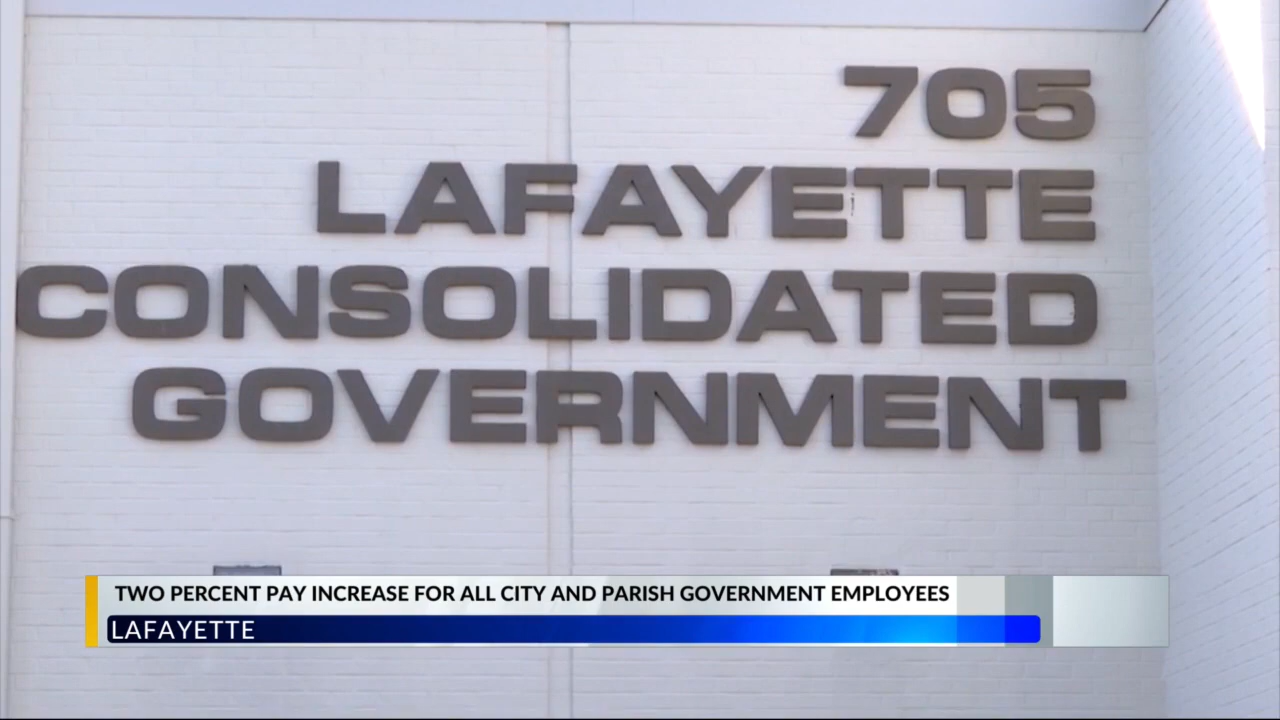 705
LAFAYETTE
CONSOLIDATED
GOVERNMENT
TWO PERCENT PAY INCREASE FOR ALL CITY AND PARISH GOVERNMENT EMPLOYEES
LAFAYETTE